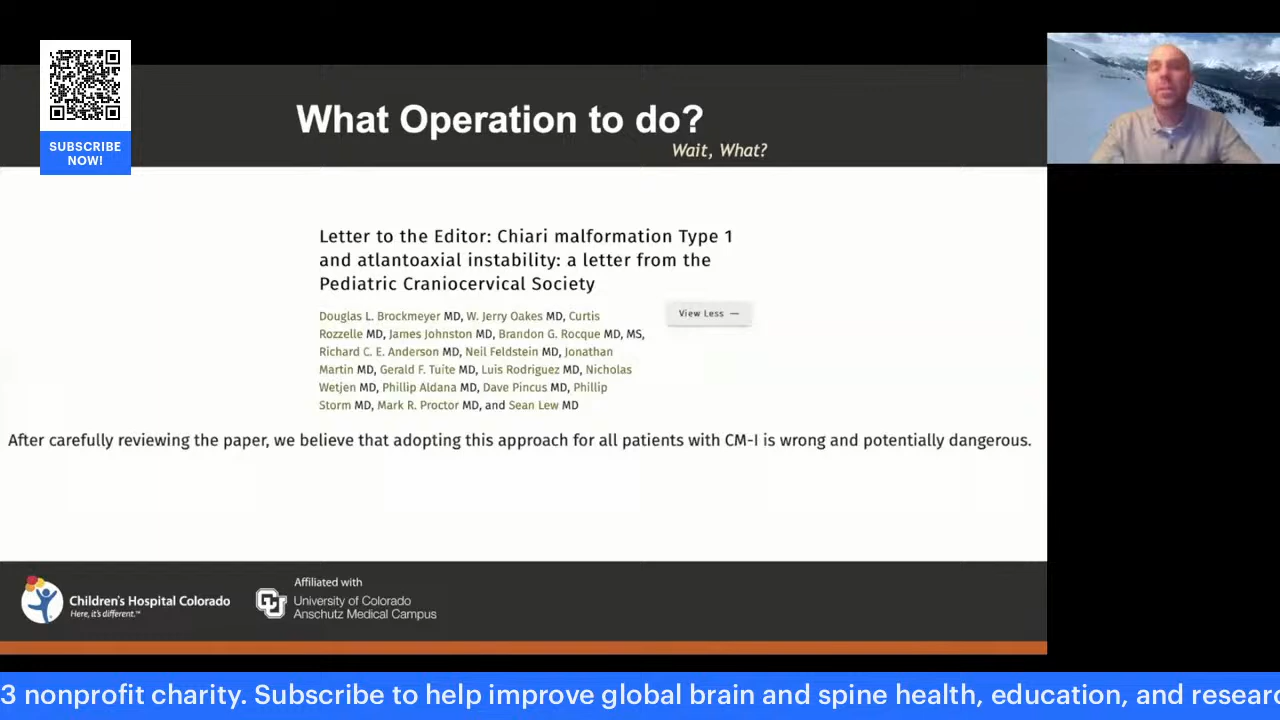 SUBSCRIBE
NOW!
What Operation to do?
Wait, What?
Letter to the Editor: Chiari malformation Type 1
and atlantoaxial instability: a letter from the
Pediatric Craniocervical Society
Douglas L. Brockmeyer MD, W. Jerry Oakes MD, Curtis
Rozzelle MD, James Johnston MD, Brandon G. Rocque MD, MS,
Richard C. E. Anderson MD, Neil Feldstein MD, Jonathan
Martin MD, Gerald F. Tuite MD, Luis Rodriguez MD, Nicholas
Wetjen MD, Phillip Aldana MD, Dave Pincus MD, Phillip
Storm MD, Mark R. Proctor MD, and Sean Lew MD
View Less —
After carefully reviewing the paper, we believe that adopting this approach for all patients with CM-I is wrong and potentially dangerous.
Children's Hospital Colorado
Here, it's different.™
Affiliated with
University of Colorado
Anschutz Medical Campus
3 nonprofit charity. Subscribe to help improve global brain and spine health, education, and researc